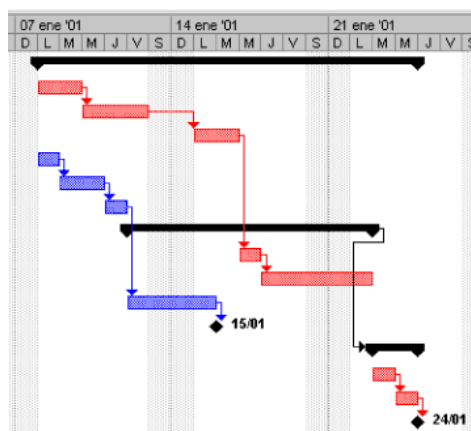 07 ene '01 14 ene '01 21 ene '01
D L M M J V S D L M M J V S D L M M J V S
15/01
24/01